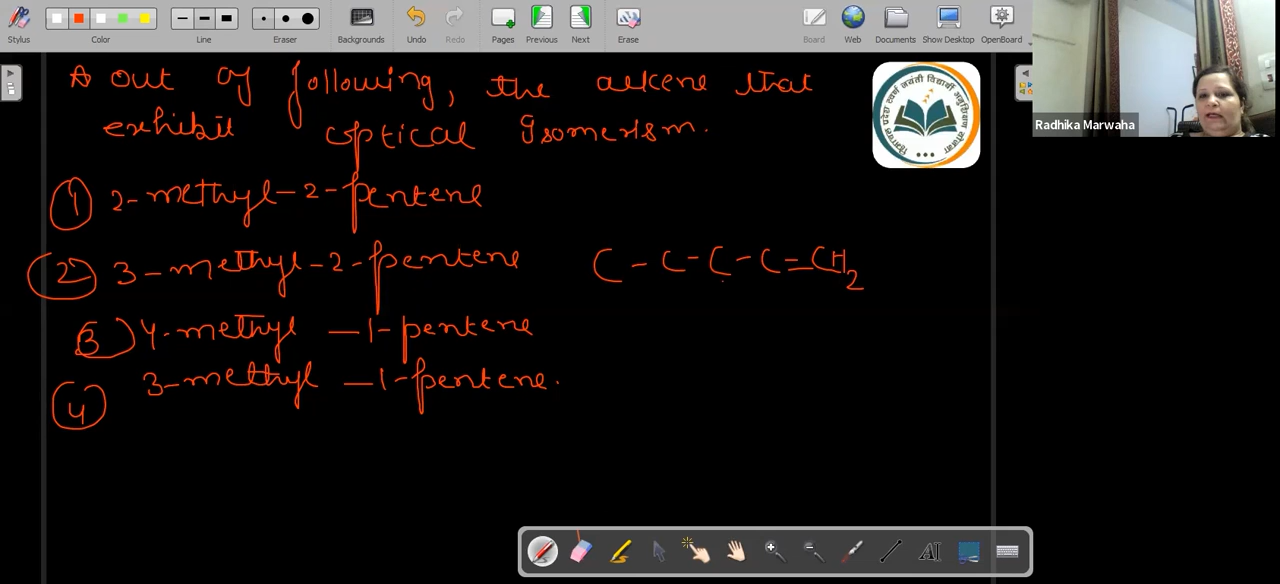 Stylus
Color
Line
Eraser
Backgrounds
Undo
Redo
Pages
Previous
Next
Erase
Board
Web
Documents
Show Desktop
OpenBoard
Radhika Marwaha
out of following, the alkene that
exhibit optical Isomerism.
① 2-methyl-2-pentene
② 3-methyl-2-pentene C-C-C-C=CH2
③ 4-methyl-1-pentene
④ 3-methyl-1-pentene.